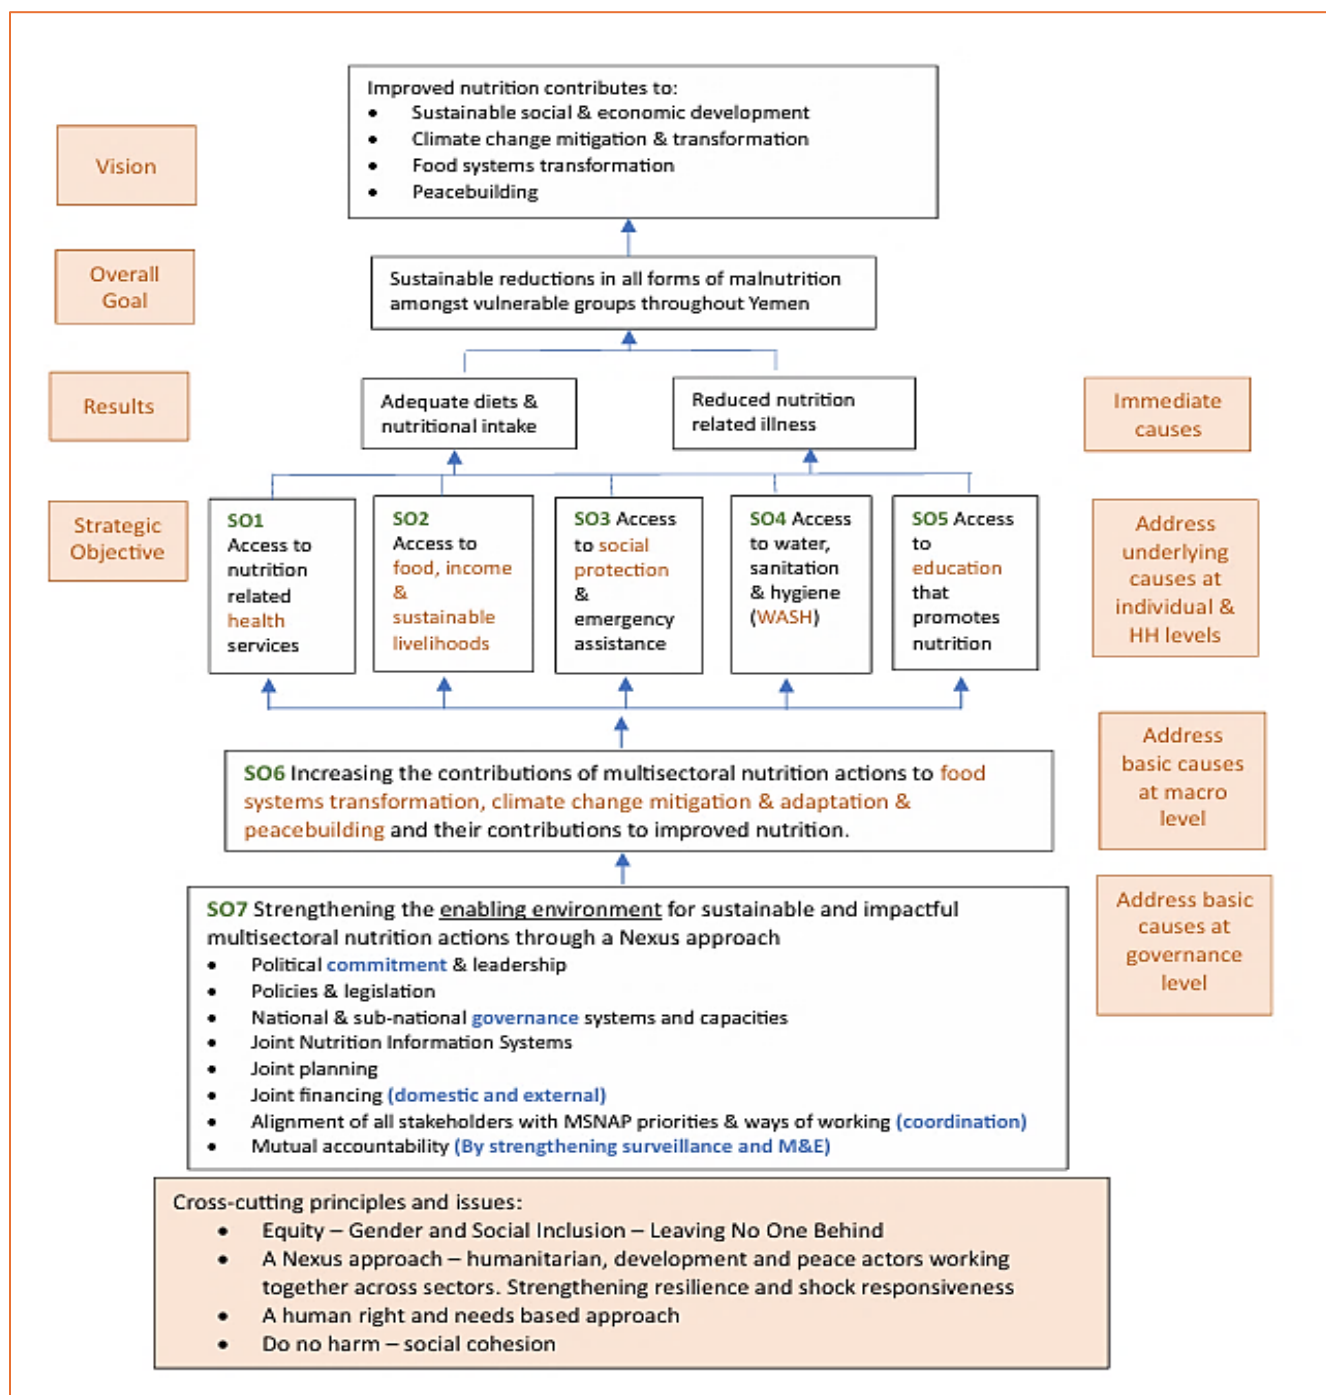 Improved nutrition contributes to:
• Sustainable social & economic development
• Climate change mitigation & transformation
• Food systems transformation
• Peacebuilding
Vision
Overall
Goal
Sustainable reductions in all forms of malnutrition
amongst vulnerable groups throughout Yemen
Results
Adequate diets &
nutritional intake
Reduced nutrition
related illness
Immediate
causes
Strategic
Objective
SO1
Access to
nutrition
related
health
services
SO2
Access to
food, income
&
sustainable
livelihoods
SO3 Access
to social
protection
&
emergency
assistance
SO4 Access
to water,
sanitation
& hygiene
(WASH)
SO5 Access
to
education
that
promotes
nutrition
Address
underlying
causes at
individual &
HH levels
SO6 Increasing the contributions of multisectoral nutrition actions to food
systems transformation, climate change mitigation & adaptation &
peacebuilding and their contributions to improved nutrition.
Address
basic causes
at macro
level
SO7 Strengthening the enabling environment for sustainable and impactful
multisectoral nutrition actions through a Nexus approach
• Political commitment & leadership
• Policies & legislation
• National & sub-national governance systems and capacities
• Joint Nutrition Information Systems
• Joint planning
• Joint financing (domestic and external)
• Alignment of all stakeholders with MSNAP priorities & ways of working (coordination)
• Mutual accountability (By strengthening surveillance and M&E)
Address basic
causes at
governance
level
Cross-cutting principles and issues:
• Equity – Gender and Social Inclusion – Leaving No One Behind
• A Nexus approach – humanitarian, development and peace actors working
together across sectors. Strengthening resilience and shock responsiveness
• A human right and needs based approach
• Do no harm – social cohesion